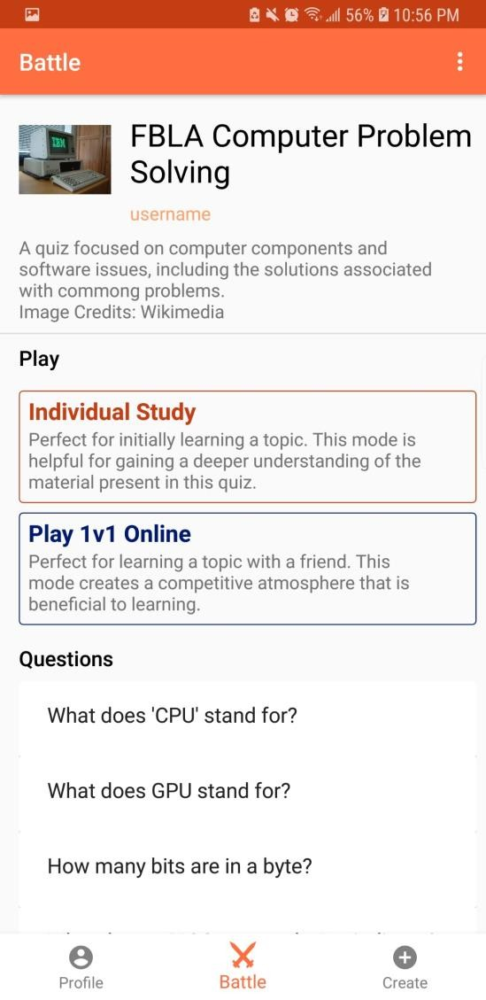 56% 10:56 PM
Battle
IBM
FBLA Computer Problem
Solving
username
A quiz focused on computer components and
software issues, including the solutions associated
with commong problems.
Image Credits: Wikimedia
Play
Individual Study
Perfect for initially learning a topic. This mode is
helpful for gaining a deeper understanding of the
material present in this quiz.
Play 1v1 Online
Perfect for learning a topic with a friend. This
mode creates a competitive atmosphere that is
beneficial to learning.
Questions
What does 'CPU' stand for?
What does GPU stand for?
How many bits are in a byte?
Profile
Battle
Create